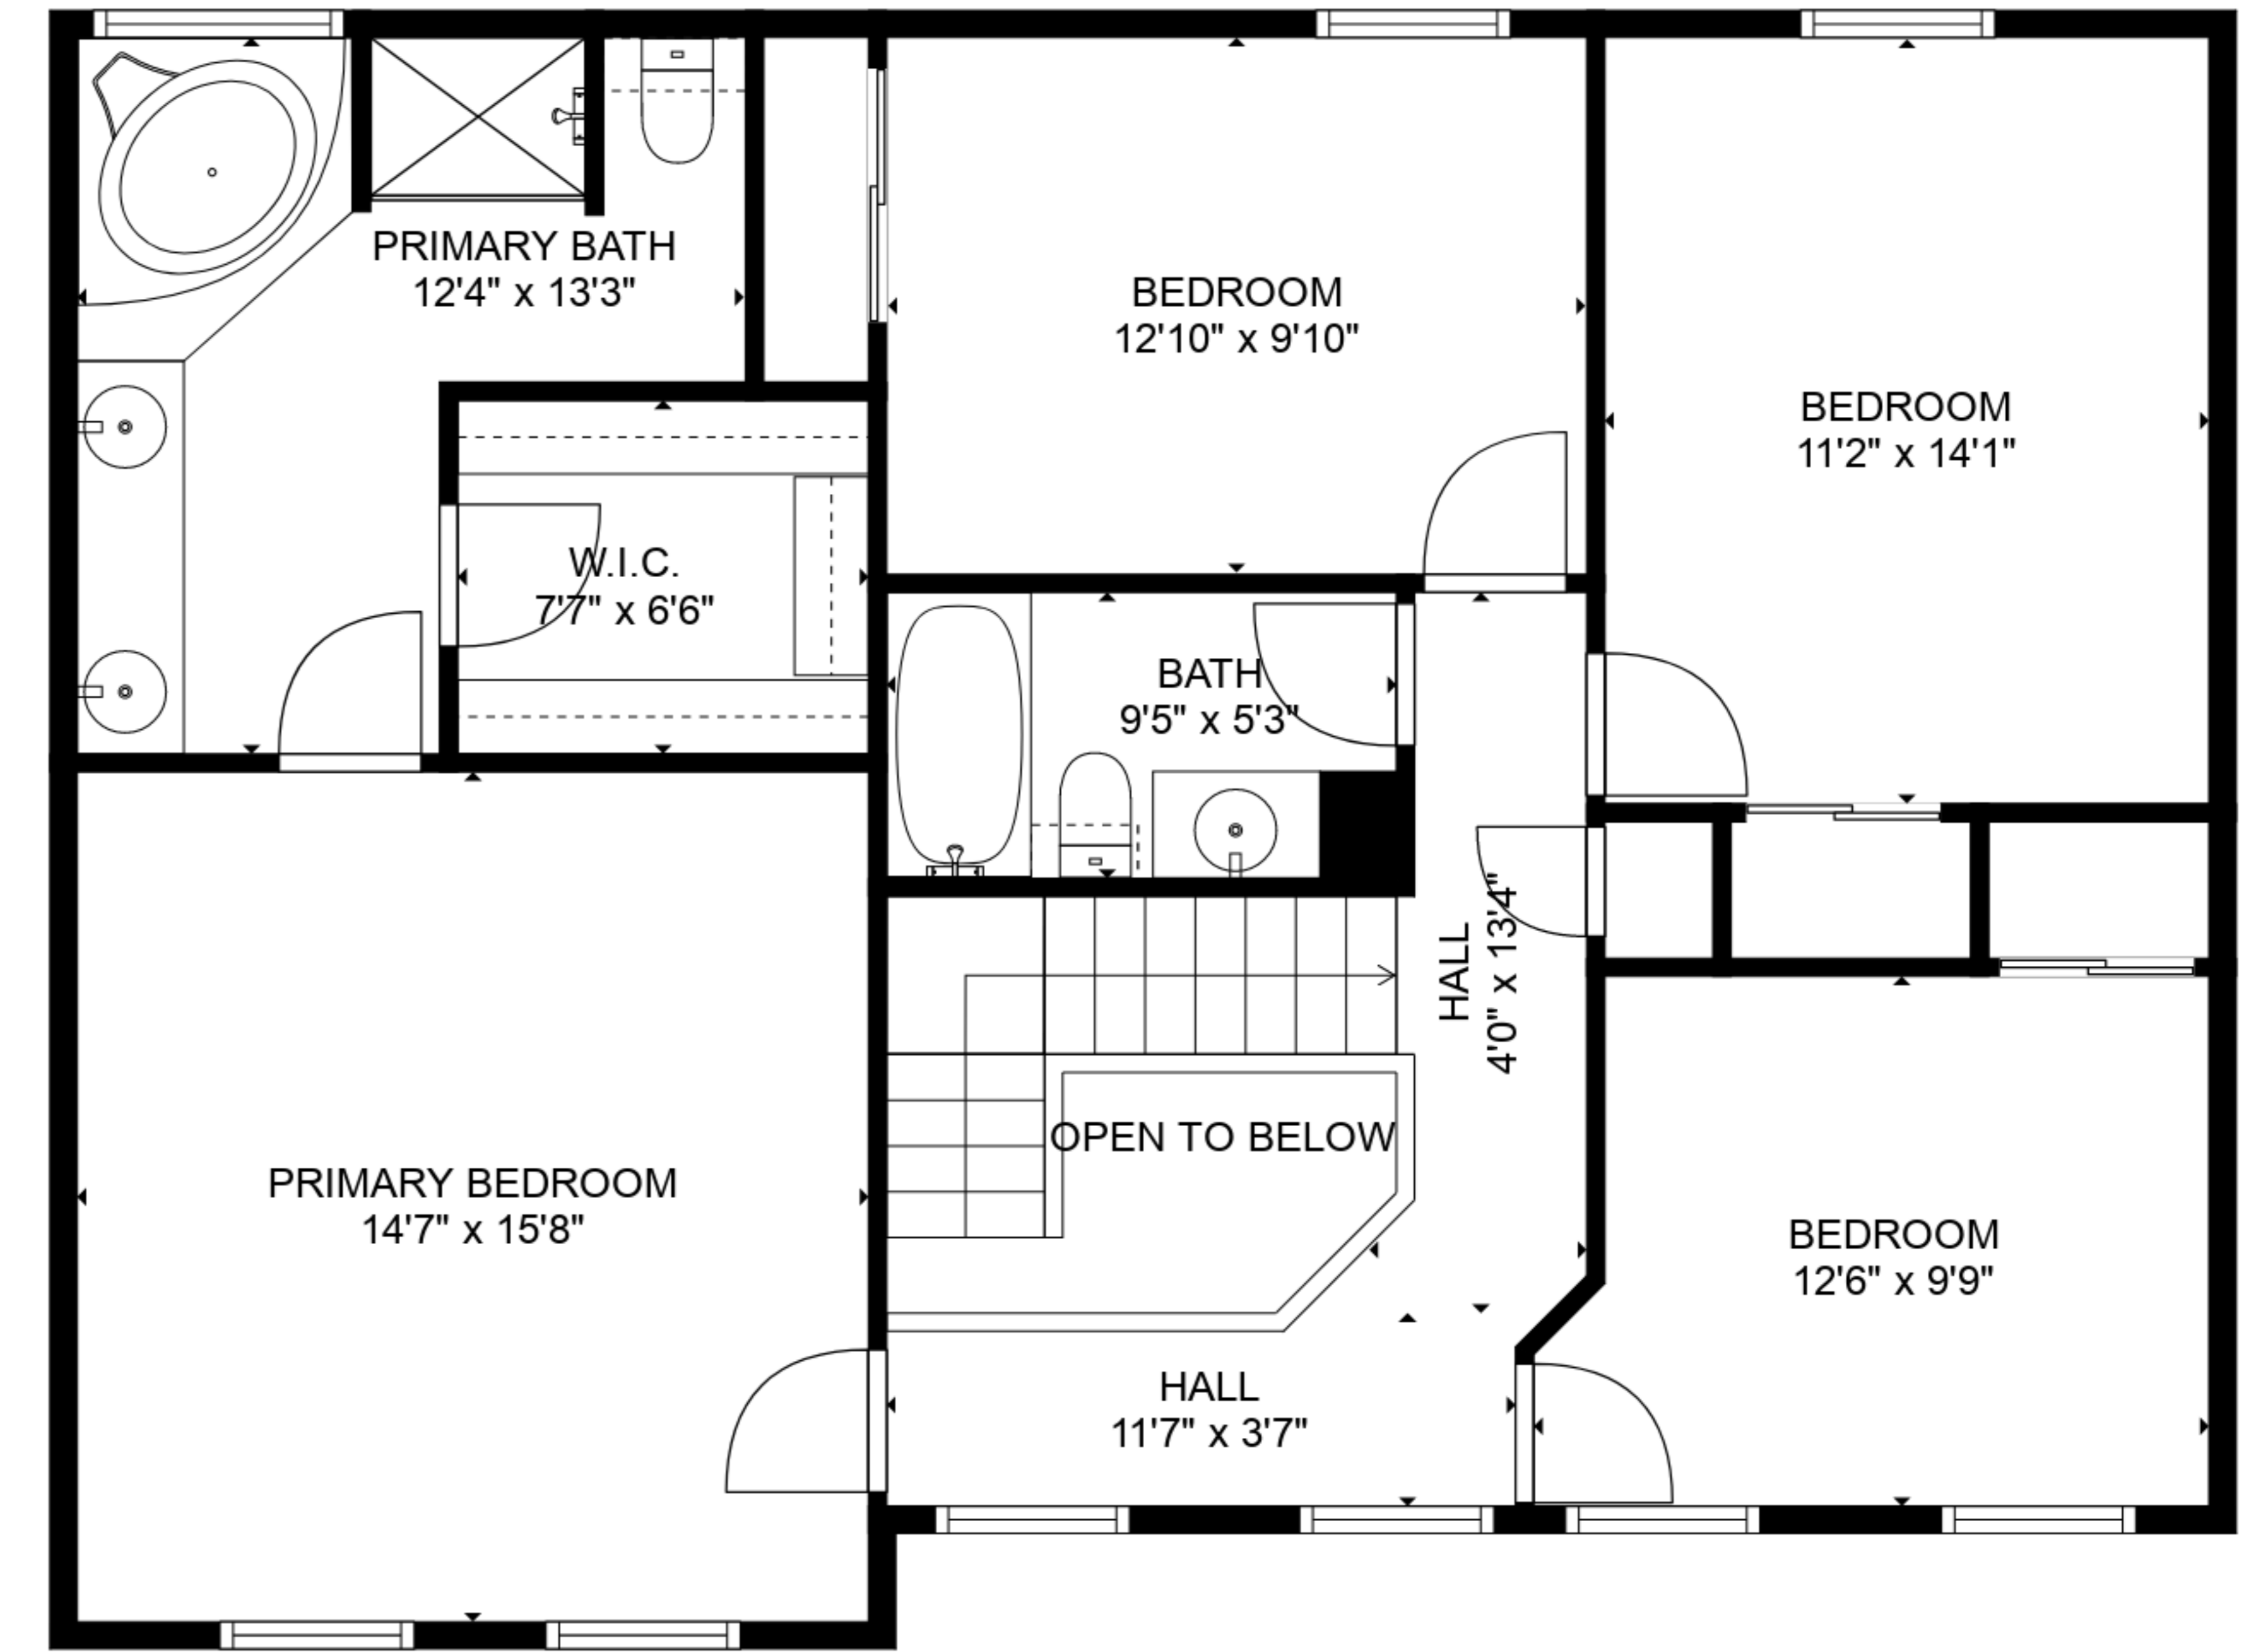 PRIMARY BATH
12'4" x 13'3"
BEDROOM
12'10" x 9'10"
BEDROOM
11'2" x 14'1"
W.I.C.
7'7" x 6'6"
BATH
9'5" x 5'3"
HALL
4'0" x 13'4"
OPEN TO BELOW
PRIMARY BEDROOM
14'7" x 15'8"
BEDROOM
12'6" x 9'9"
HALL
11'7" x 3'7"